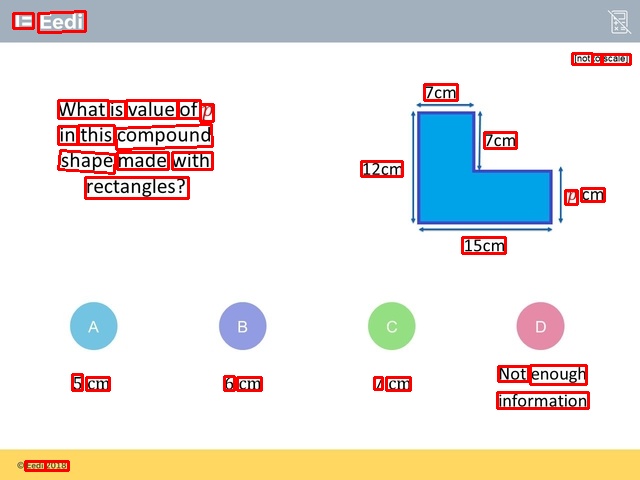 Eedi
[not to scale]
What is value of p
in this compound
shape made with
rectangles?
7cm
7cm
12cm
p cm
15cm
A
B
C
D
5 cm
6 cm
7 cm
Not enough
information
© Eedi 2018